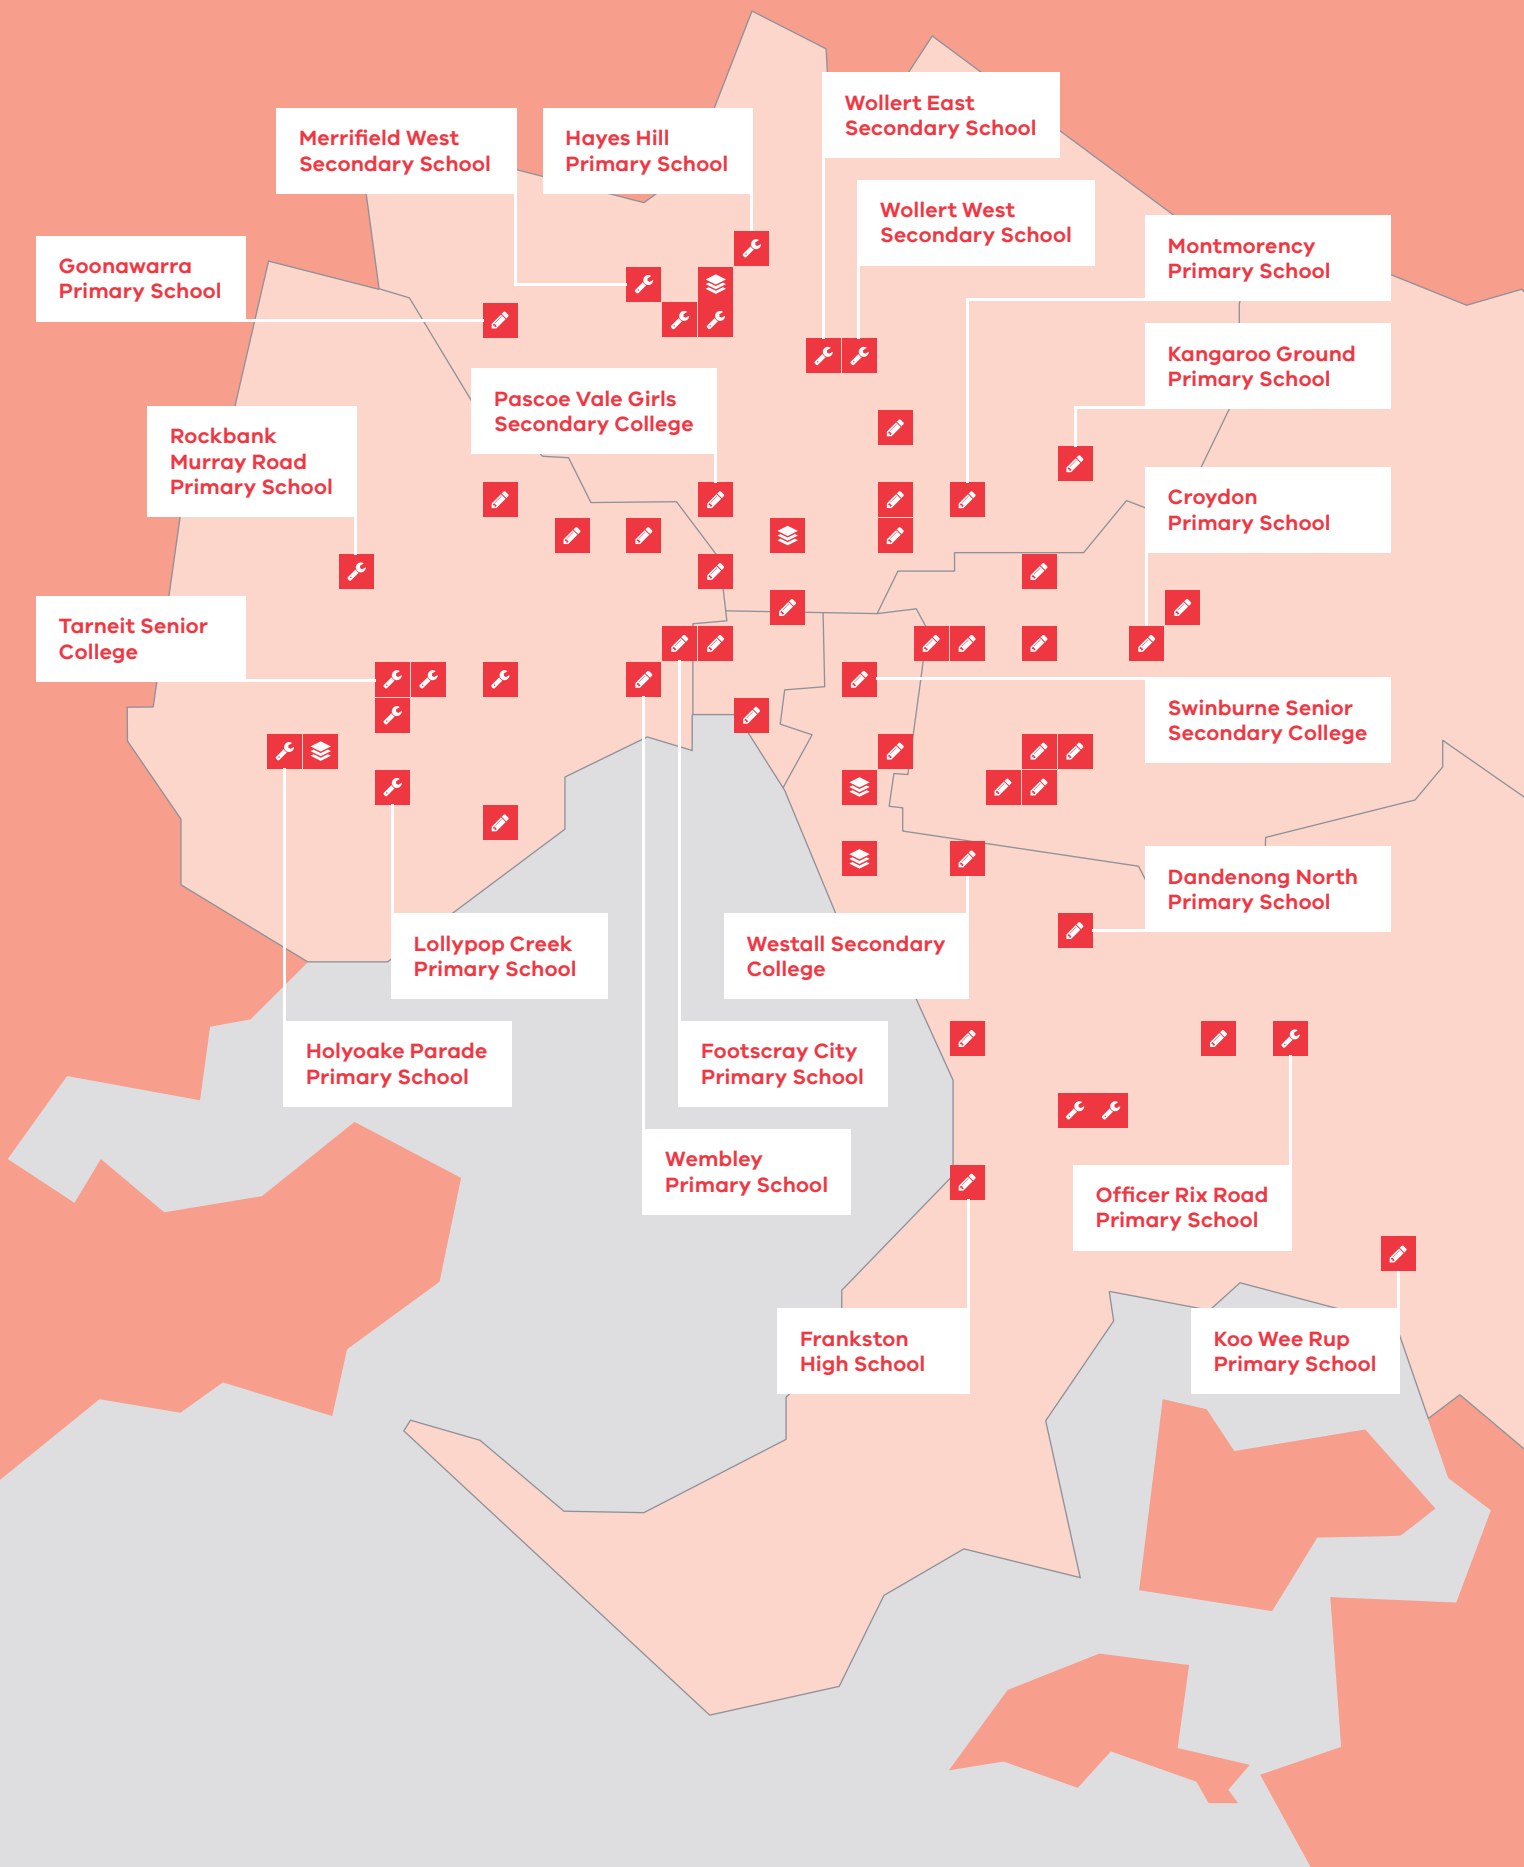 Wollert East
Secondary School
Merrifield West
Secondary School
Hayes Hill
Primary School
Wollert West
Secondary School
Montmorency
Primary School
Goonawarra
Primary School
Kangaroo Ground
Primary School
Pascoe Vale Girls
Secondary College
Rockbank
Murray Road
Primary School
Croydon
Primary School
Tarneit Senior
College
Swinburne Senior
Secondary College
Dandenong North
Primary School
Lollypop Creek
Primary School
Westall Secondary
College
Holyoake Parade
Primary School
Footscray City
Primary School
Wembley
Primary School
Officer Rix Road
Primary School
Frankston
High School
Koo Wee Rup
Primary School